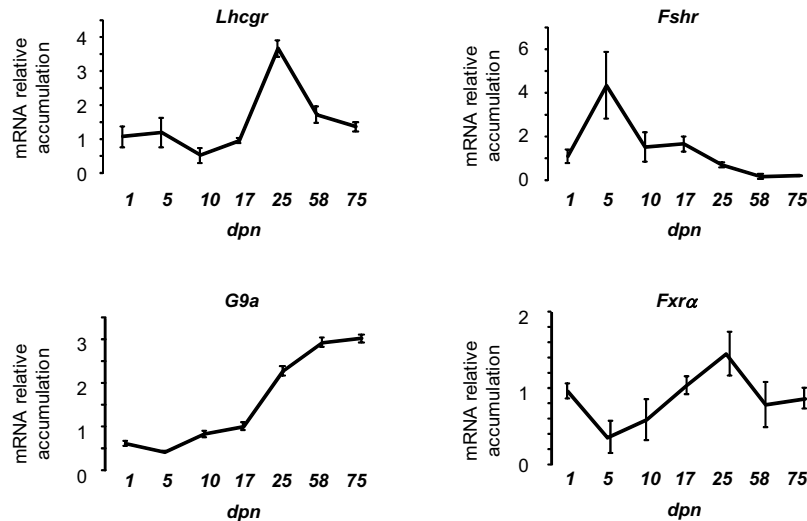 Lhcgr
mRNA relative
accumulation
4
3
2
1
0
1 5 10 17 25 58 75
dpn
Fshr
mRNA relative
accumulation
6
4
2
0
1 5 10 17 25 58 75
dpn
G9a
mRNA relative
accumulation
3
2
1
0
1 5 10 17 25 58 75
dpn
Fxrα
mRNA relative
accumulation
2
1
0
1 5 10 17 25 58 75
dpn